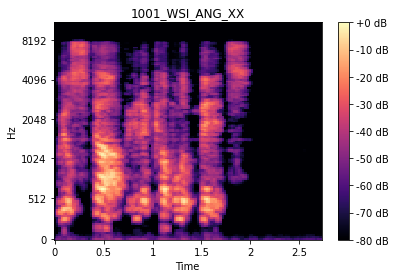 1001_WSI_ANG_XX
Hz
8192
4096
2048
1024
512
0
0
0.5
1
1.5
2
2.5
Time
+0 dB
-10 dB
-20 dB
-30 dB
-40 dB
-50 dB
-60 dB
-70 dB
-80 dB